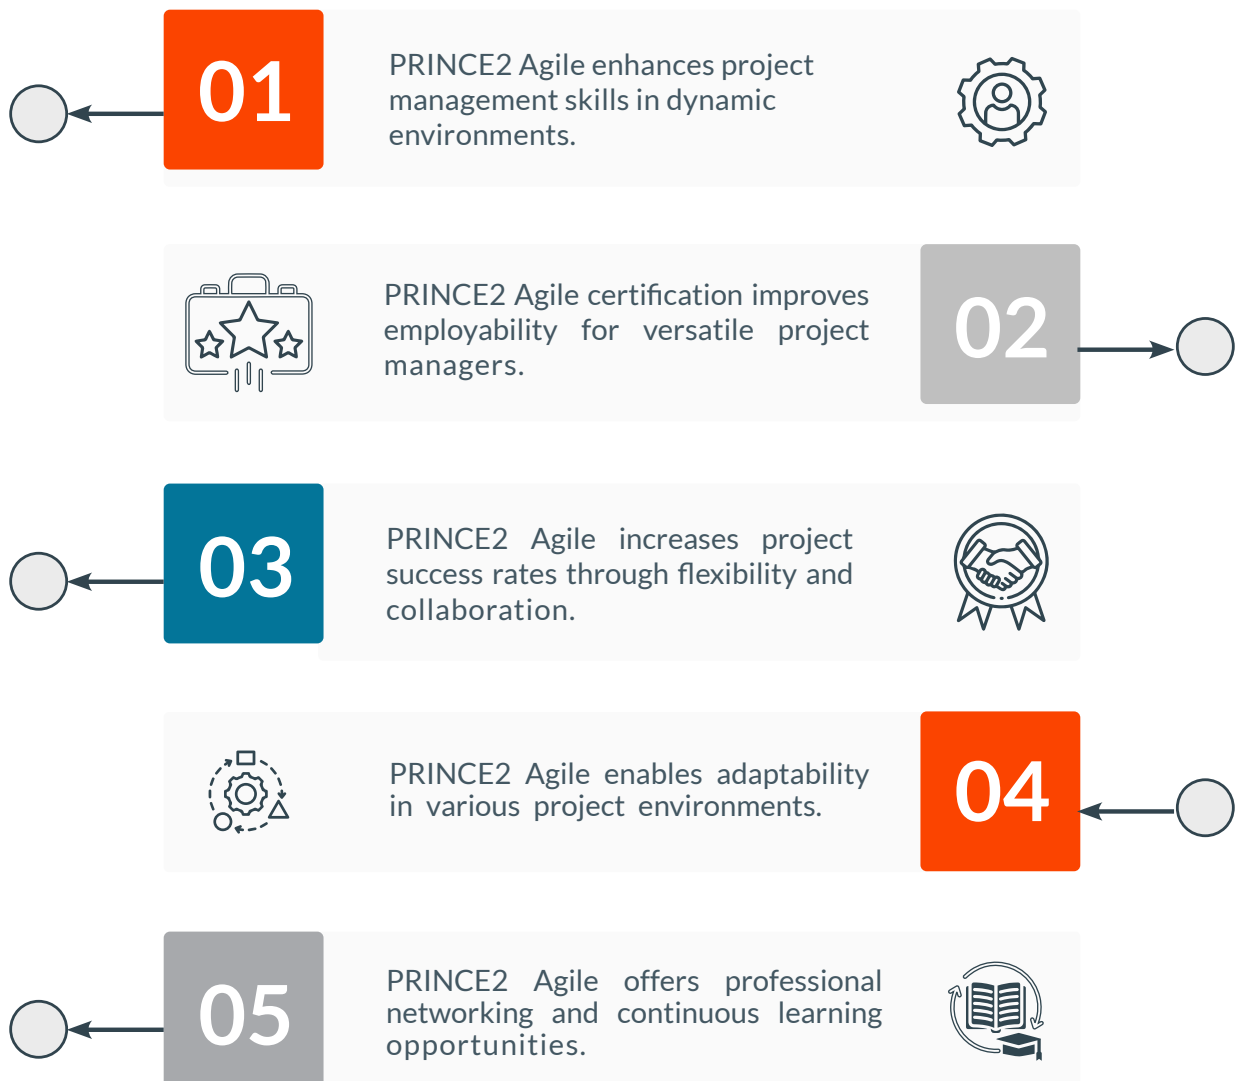 01
PRINCE2 Agile enhances project
management skills in dynamic
environments.
PRINCE2 Agile certification improves
employability for versatile project
managers.
02
03
PRINCE2 Agile increases project
success rates through flexibility and
collaboration.
PRINCE2 Agile enables adaptability
in various project environments.
04
05
PRINCE2 Agile offers professional
networking and continuous learning
opportunities.